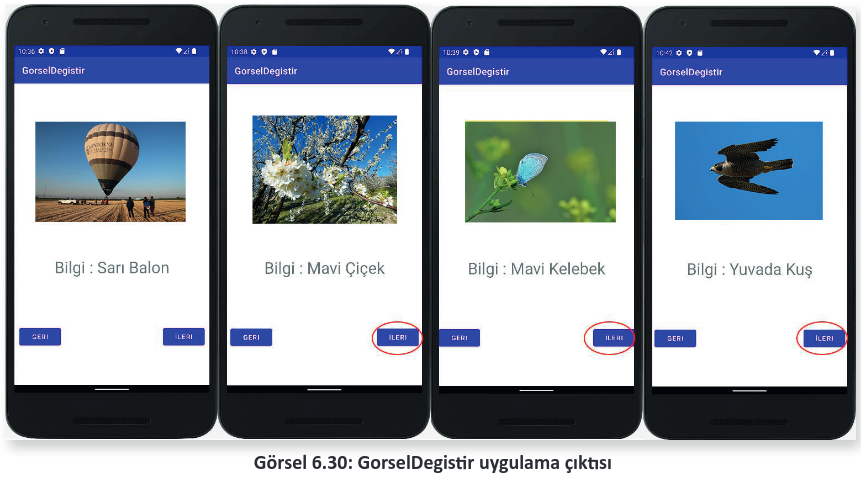 10:36
GorselDegistir
Bilgi : Sarı Balon
GERI
İLERI
10:38
GorselDegistir
Bilgi : Mavi Çiçek
GERI
İLERI
10:39
GorselDegistir
Bilgi : Mavi Kelebek
GERI
İLERI
10:47
GorselDegistir
Bilgi : Yuvada Kuş
GERI
İLERI
Görsel 6.30: GorselDegistir uygulama çıktısı